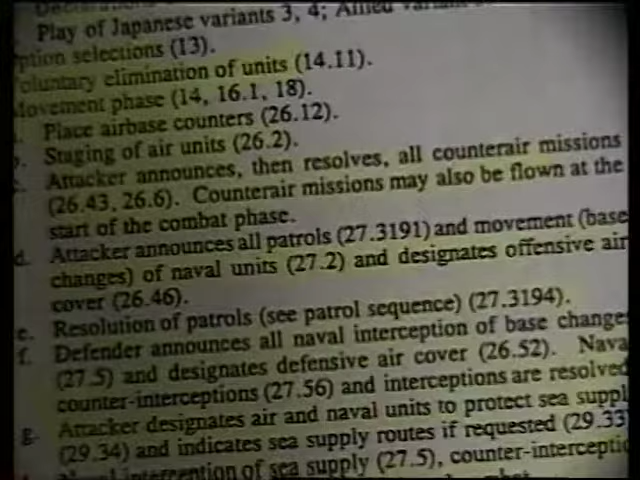 Play of Japanese variants 3, 4; Allied
ption selections (13).
oluntary elimination of units (14.11).
ovement phase (14, 16.1, 18).
Place airbase counters (26.12).
Staging of air units (26.2).
c. Attacker announces, then resolves, all counterair missions
(26.43, 26.6). Counterair missions may also be flown at the
start of the combat phase.
d. Attacker announces all patrols (27.3191) and movement (base
changes) of naval units (27.2) and designates offensive air
cover (26.46).
e. Resolution of patrols (see patrol sequence) (27.3194).
f. Defender announces all naval interception of base change
(27.5) and designates defensive air cover (26.52). Nava
counter-interceptions (27.56) and interceptions are resolved
g. Attacker designates air and naval units to protect sea suppl
(29.34) and indicates sea supply routes if requested (29.33
interception of sea supply (27.5), counter-interceptio